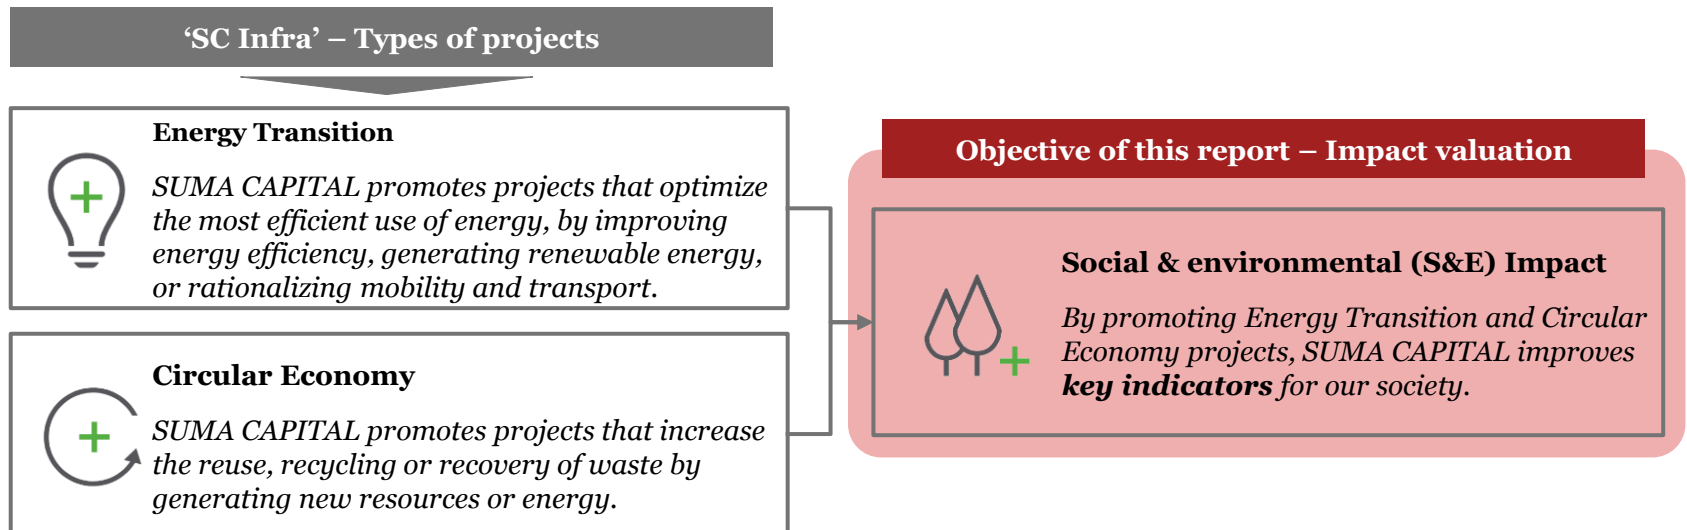 ‘SC Infra’ – Types of projects
Energy Transition
SUMA CAPITAL promotes projects that optimize
the most efficient use of energy, by improving
energy efficiency, generating renewable energy,
or rationalizing mobility and transport.
Circular Economy
SUMA CAPITAL promotes projects that increase
the reuse, recycling or recovery of waste by
generating new resources or energy.
Objective of this report – Impact valuation
Social & environmental (S&E) Impact
By promoting Energy Transition and Circular
Economy projects, SUMA CAPITAL improves
key indicators for our society.